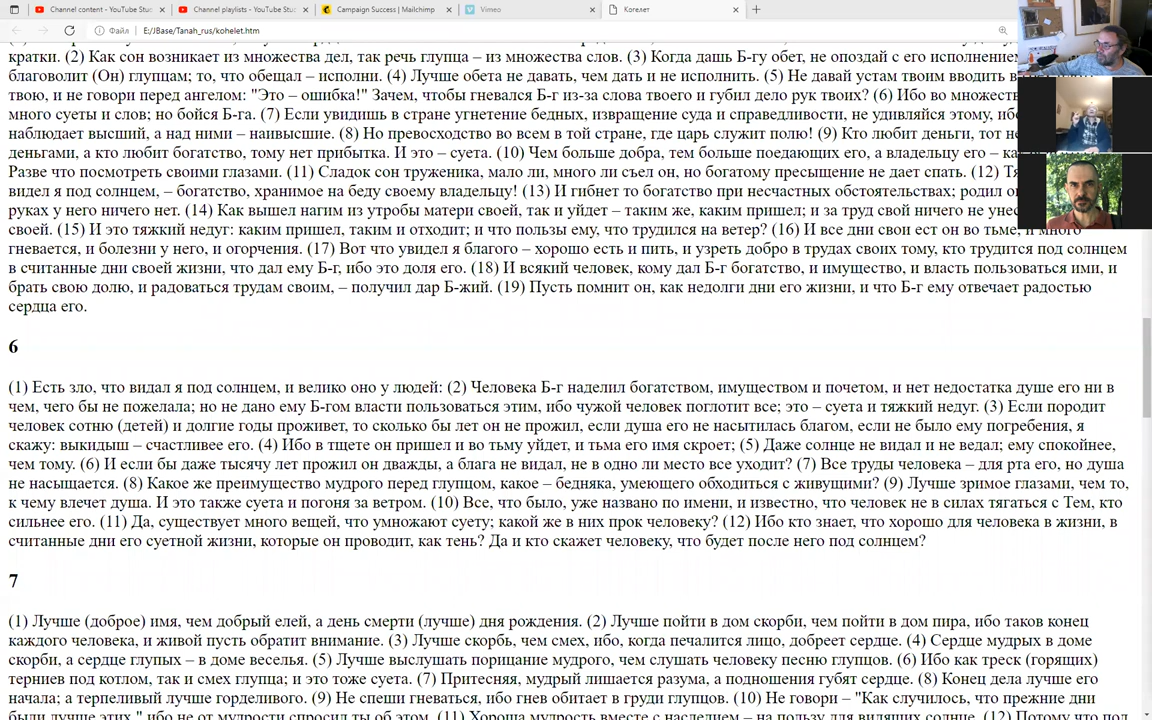 Channel content - YouTube Stu
Channel playlists - YouTube Stu
Campaign Success | Mailchimp
Vimeo
Когелет
Файл
E:/JBase/Tanah_rus/kohelet.htm
кратки. (2) Как сон возникает из множества дел, так речь глупца – из множества слов. (3) Когда дашь Б-гу обет, не опоздай с его исполнением
благоволит (Он) глупцам; то, что обещал – исполни. (4) Лучше обета не давать, чем дать и не исполнить. (5) Не давай устам твоим вводить в
твою, и не говори перед ангелом: "Это – ошибка!" Зачем, чтобы гневался Б-г из-за слова твоего и губил дело рук твоих? (6) Ибо во множест
много суеты и слов; но бойся Б-га. (7) Если увидишь в стране угнетение бедных, извращение суда и справедливости, не удивляйся этому, ибо
наблюдает высший, а над ними – наивысшие. (8) Но превосходство во всем в той стране, где царь служит полю! (9) Кто любит деньги, тот не
деньгами, а кто любит богатство, тому нет прибытка. И это – суета. (10) Чем больше добра, тем больше поедающих его, а владельцу его –
Разве что посмотреть своими глазами. (11) Сладок сон труженика, мало ли, много ли съел он, но богатому пресыщение не дает спать. (12)
видел я под солнцем, – богатство, хранимое на беду своему владельцу! (13) И гибнет то богатство при несчастных обстоятельствах; родил
руках у него ничего нет. (14) Как вышел нагим из утробы матери своей, так и уйдет – таким же, каким пришел; и за труд свой ничего не
своей. (15) И это тяжкий недуг: каким пришел, таким и отходит; и что пользы ему, что трудился на ветер? (16) И все дни свои ест он во тьме, и много
гневается, и болезни у него, и огорчения. (17) Вот что увидел я благого – хорошо есть и пить, и узреть добро в трудах своих тому, кто трудится под солнцем
в считанные дни своей жизни, что дал ему Б-г, ибо это доля его. (18) И всякий человек, кому дал Б-г богатство, и имущество, и власть пользоваться ими, и
брать свою долю, и радоваться трудам своим, – получил дар Б-жий. (19) Пусть помнит он, как недолги дни его жизни, и что Б-г ему отвечает радостью
сердца его.
6
(1) Есть зло, что видал я под солнцем, и велико оно у людей: (2) Человека Б-г наделил богатством, имуществом и почетом, и нет недостатка душе его ни в
чем, чего бы не пожелала; но не дано ему Б-гом власти пользоваться этим, ибо чужой человек поглотит все; это – суета и тяжкий недуг. (3) Если породит
человек сотню (детей) и долгие годы проживет, то сколько бы лет он не прожил, если душа его не насытилась благом, если не было ему погребения, я
скажу: выкидыш – счастливее его. (4) Ибо в тщете он пришел и во тьму уйдет, и тьма его имя скроет; (5) Даже солнце не видал и не ведал; ему спокойнее,
чем тому. (6) И если бы даже тысячу лет прожил он дважды, а блага не видал, не в одно ли место все уходит? (7) Все труды человека – для рта его, но душа
не насыщается. (8) Какое же преимущество мудрого перед глупцом, какое – бедняка, умеющего обходиться с живущими? (9) Лучше зримое глазами, чем то,
к чему влечет душа. И это также суета и погоня за ветром. (10) Все, что было, уже названо по имени, и известно, что человек не в силах тягаться с Тем, кто
сильнее его. (11) Да, существует много вещей, что умножают суету; какой же в них прок человеку? (12) Ибо кто знает, что хорошо для человека в жизни, в
считанные дни его суетной жизни, которые он проводит, как тень? Да и кто скажет человеку, что будет после него под солнцем?
7
(1) Лучше (доброе) имя, чем добрый елей, а день смерти (лучше) дня рождения. (2) Лучше пойти в дом скорби, чем пойти в дом пира, ибо таков конец
каждого человека, и живой пусть обратит внимание. (3) Лучше скорбь, чем смех, ибо, когда печалится лицо, добреет сердце. (4) Сердце мудрых в доме
скорби, а сердце глупых – в доме веселья. (5) Лучше выслушать порицание мудрого, чем слушать человеку песню глупцов. (6) Ибо как треск (горящих)
терниев под котлом, так и смех глупца; и это тоже суета. (7) Притесняя, мудрый лишается разума, а подношения губят сердце. (8) Конец дела лучше его
начала; а терпеливый лучше горделивого. (9) Не спеши гневаться, ибо гнев обитает в груди глупцов. (10) Не говори – "Как случилось, что прежние дни
были лучше этих," ибо не от мудрости спросил ты об этом. (11) Хороша мудрость вместе с наследием – на пользу для видящих солнце. (12) Потому что под